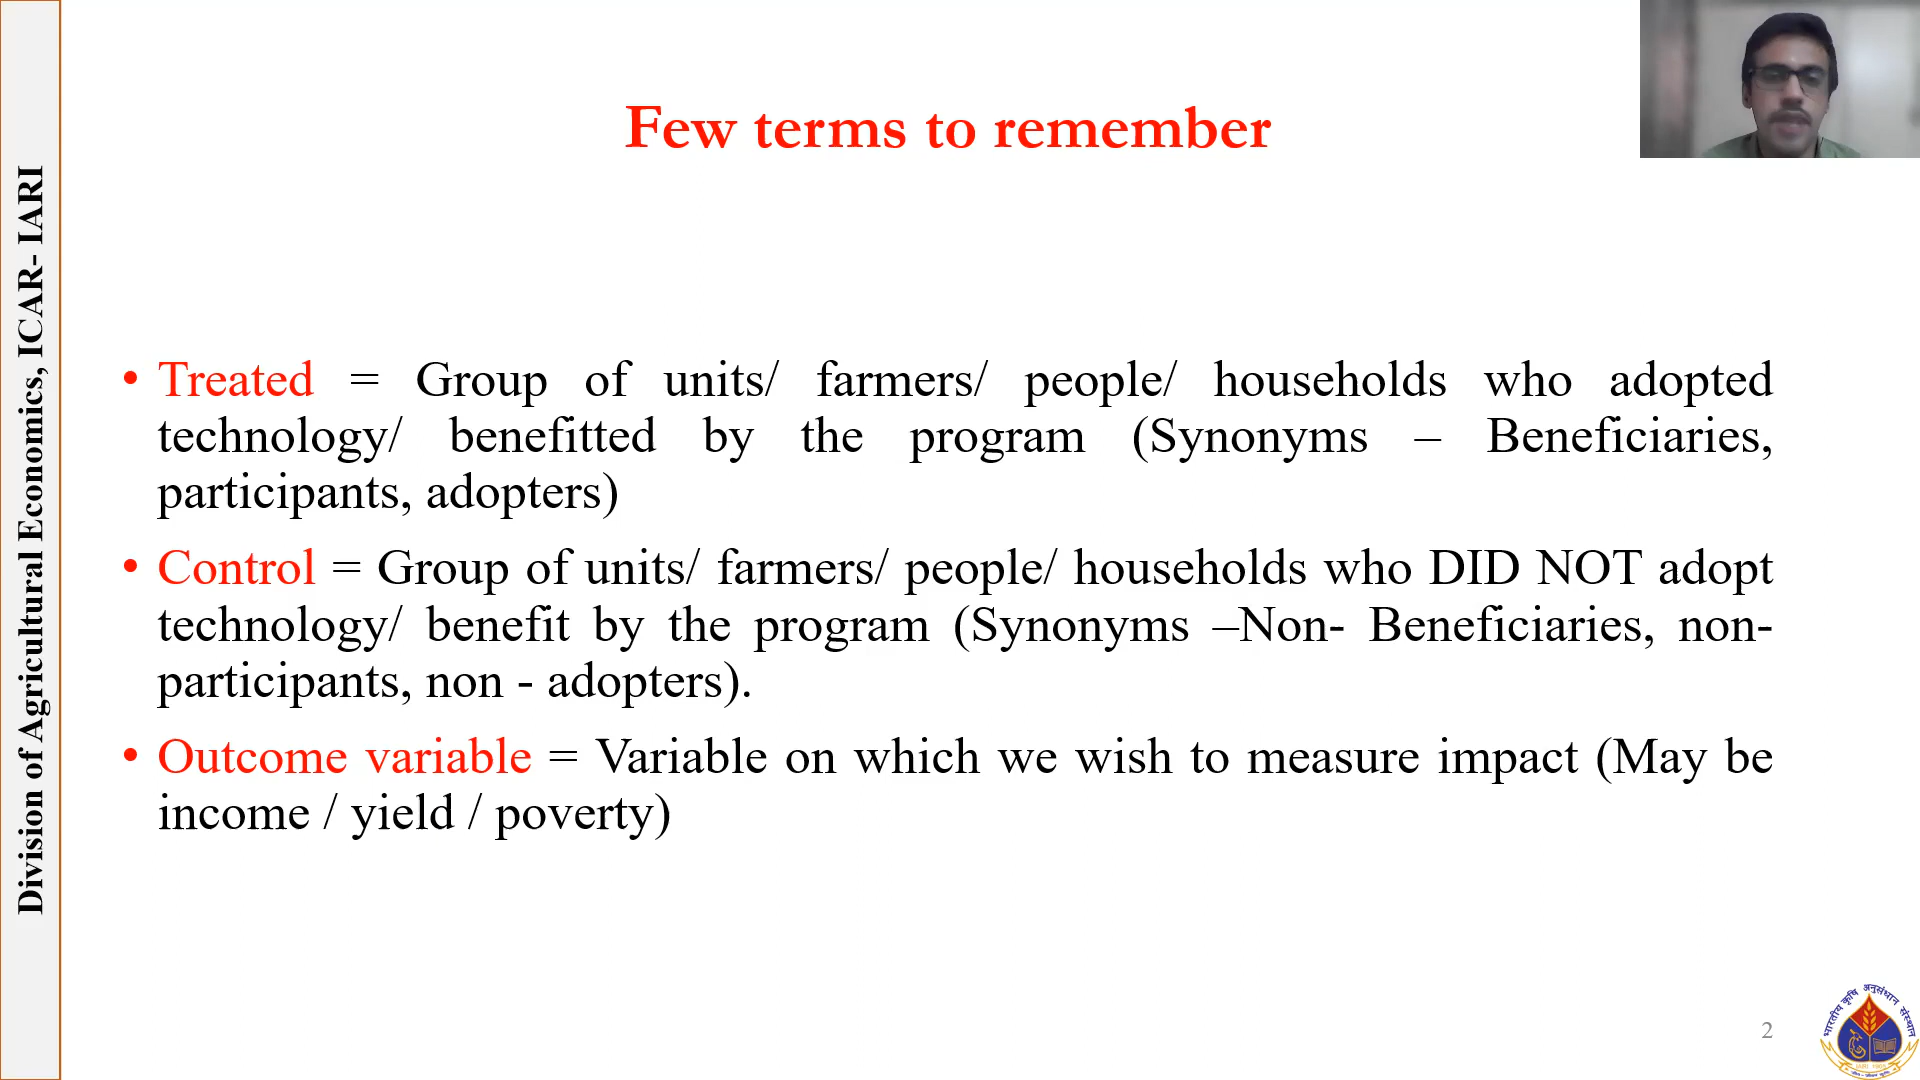 Division of Agricultural Economics, ICAR- IARI
Few terms to remember
• Treated = Group of units/ farmers/ people/ households who adopted
technology/ benefitted by the program (Synonyms – Beneficiaries,
participants, adopters)
• Control = Group of units/ farmers/ people/ households who DID NOT adopt
technology/ benefit by the program (Synonyms –Non- Beneficiaries, non-
participants, non - adopters).
• Outcome variable = Variable on which we wish to measure impact (May be
income / yield / poverty)
2
भारतीय कृषि अनुसंधान संस्थान